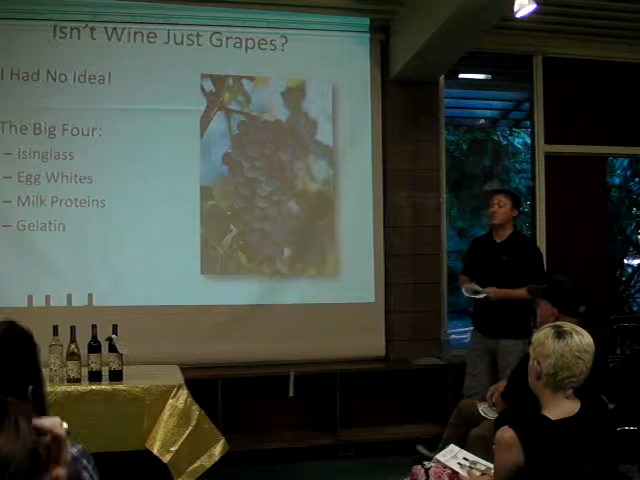 Isn't Wine Just Grapes?
I Had No Idea!
The Big Four:
– Isinglass
– Egg Whites
– Milk Proteins
– Gelatin